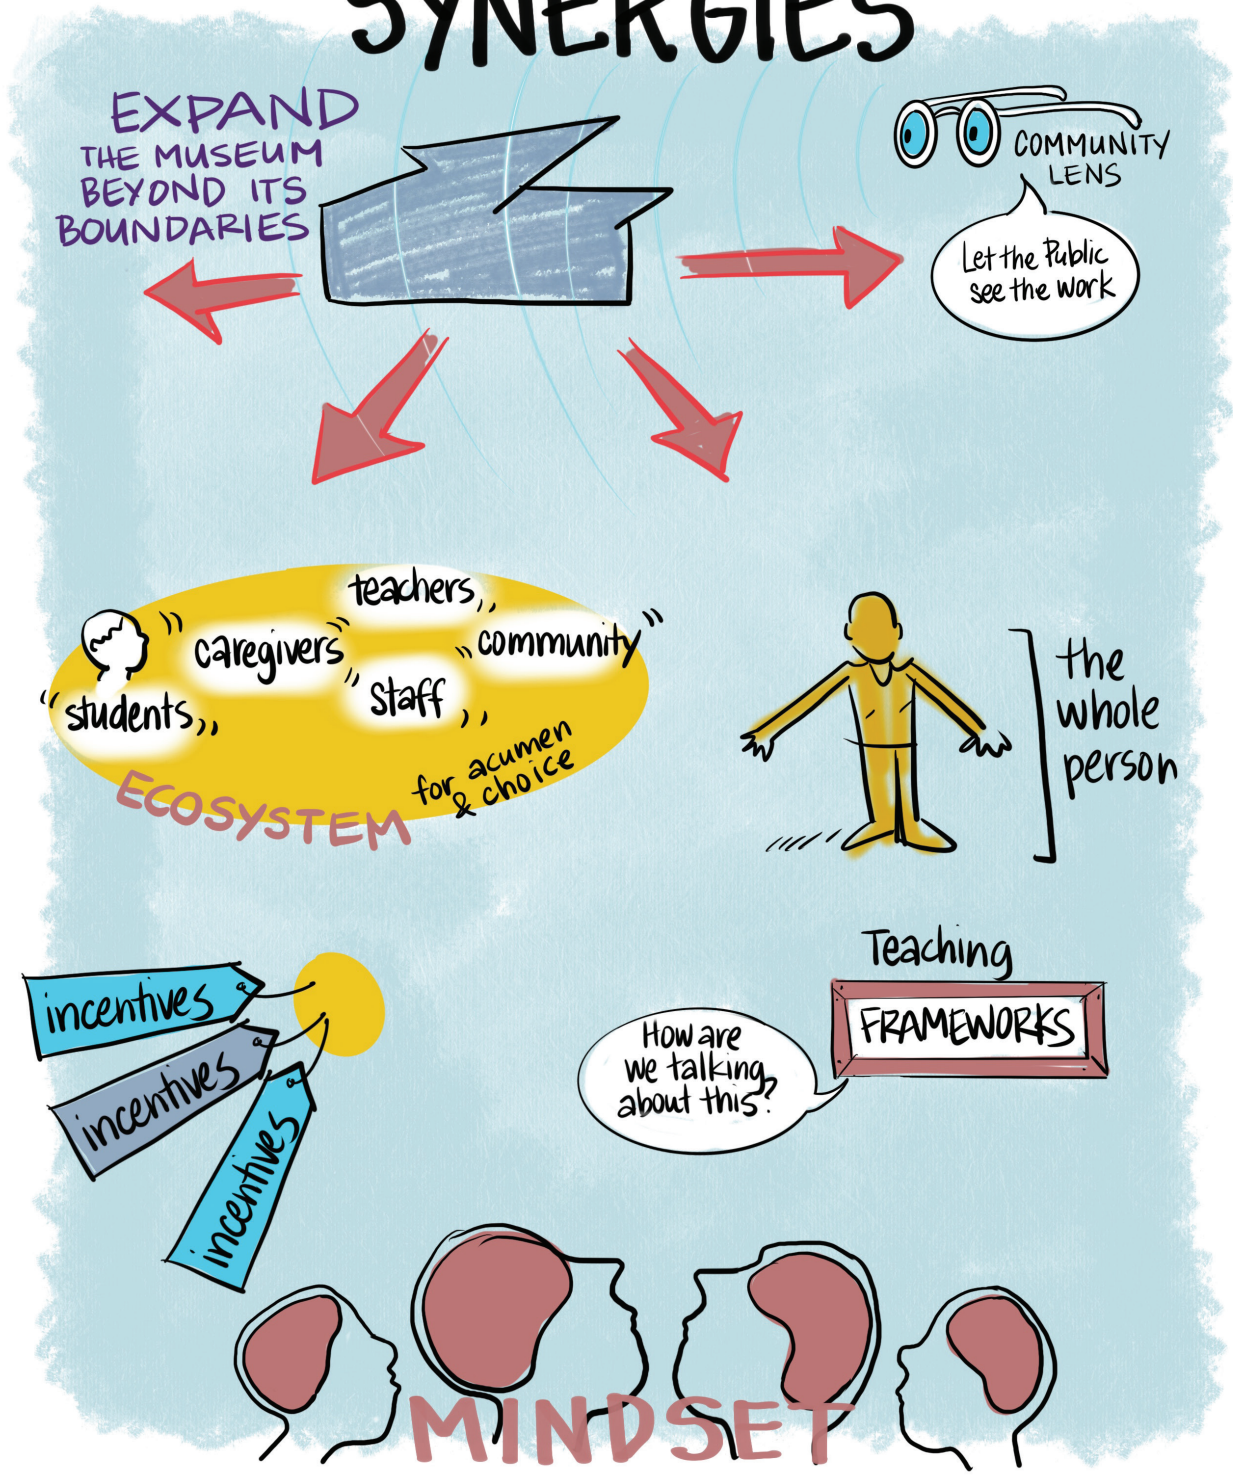 SYNERGIES
EXPAND
THE MUSEUM
BEYOND ITS
BOUNDARIES
COMMUNITY
LENS
Let the Public
see the work
teachers,,
" caregivers"
" community"
" staff ,,
" students,,
ECOSYSTEM
for acumen
& choice
the
whole
person
incentives
incentives
incentives
Teaching
FRAMEWORKS
How are
we talking
about this?
MINDSET